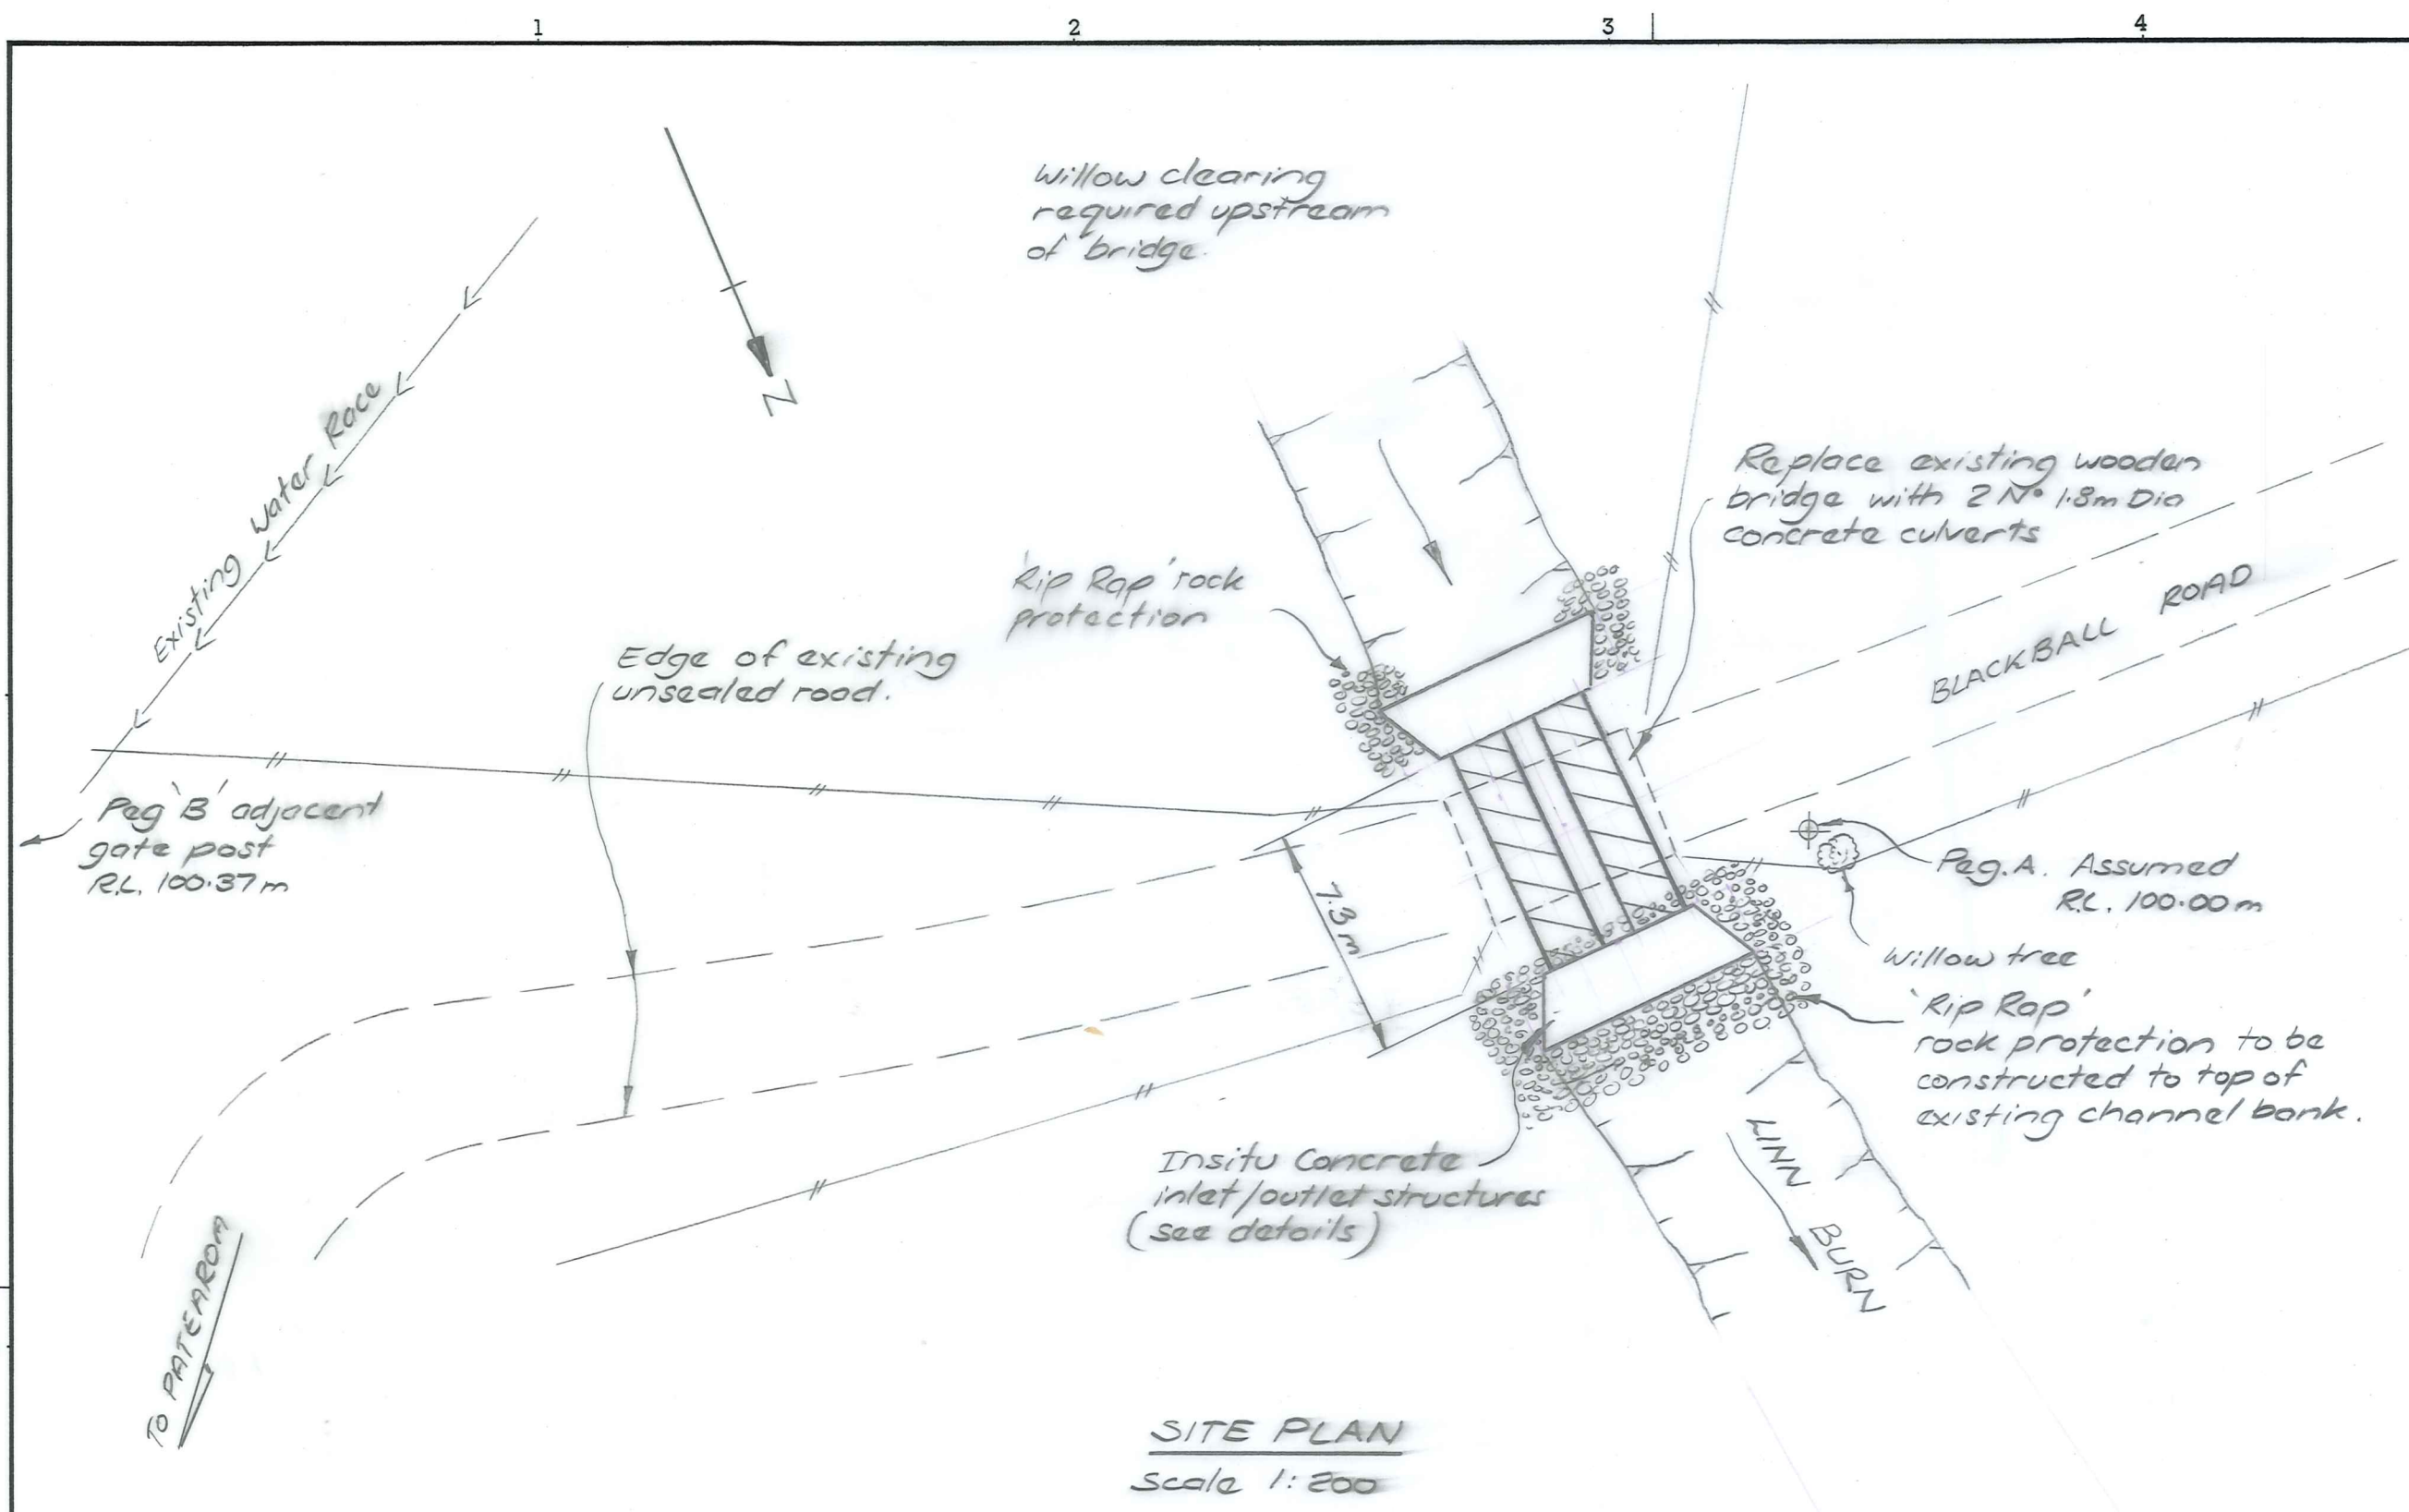 1
2
3
4
Willow clearing
required upstream
of bridge.
N
Existing Water Race
Replace existing wooden
bridge with 2 Nº 1.8m Dia
concrete culverts
'Rip Rap' rock
protection
BLACKBALL ROAD
Edge of existing
unsealed road.
Peg 'B' adjacent
gate post
R.L. 100.37m
7.3m
Peg.A. Assumed
R.L. 100.00m
Willow tree
'Rip Rap'
rock protection to be
constructed to top of
existing channel bank.
Insitu Concrete
inlet/outlet structures
(see details)
LINN BURN
TO PATEAROA
SITE PLAN
Scale 1:200